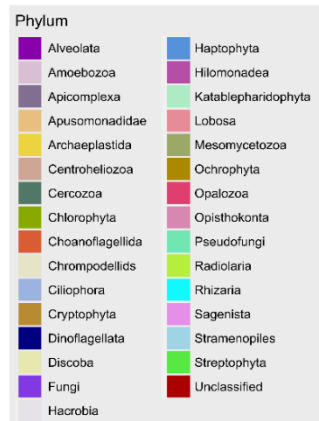 Phylum
Alveolata
Amoebozoa
Apicomplexa
Apusomonadidae
Archaeplastida
Centroheliozoa
Cercozoa
Chlorophyta
Choanoflagellida
Chrompodellids
Ciliophora
Cryptophyta
Dinoflagellata
Discoba
Fungi
Hacrobia
Haptophyta
Hilomonadea
Katablepharidophyta
Lobosa
Mesomycetozoa
Ochrophyta
Opalozoa
Opisthokonta
Pseudofungi
Radiolaria
Rhizaria
Sagenista
Stramenopiles
Streptophyta
Unclassified